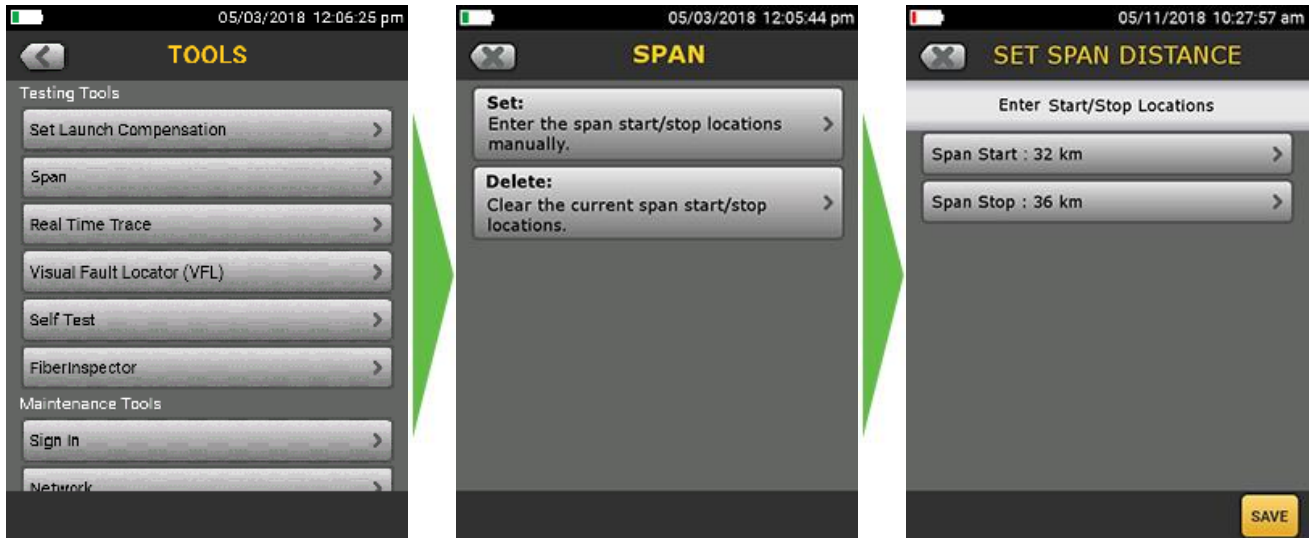 05/03/2018 12:06:25 pm
TOOLS
Testing Tools
Set Launch Compensation
Span
Real Time Trace
Visual Fault Locator (VFL)
Self Test
FiberInspector
Maintenance Tools
Sign In
Network
05/03/2018 12:05:44 pm
SPAN
Set:
Enter the span start/stop locations
manually.
Delete:
Clear the current span start/stop
locations.
05/11/2018 10:27:57 am
SET SPAN DISTANCE
Enter Start/Stop Locations
Span Start : 32 km
Span Stop : 36 km
SAVE